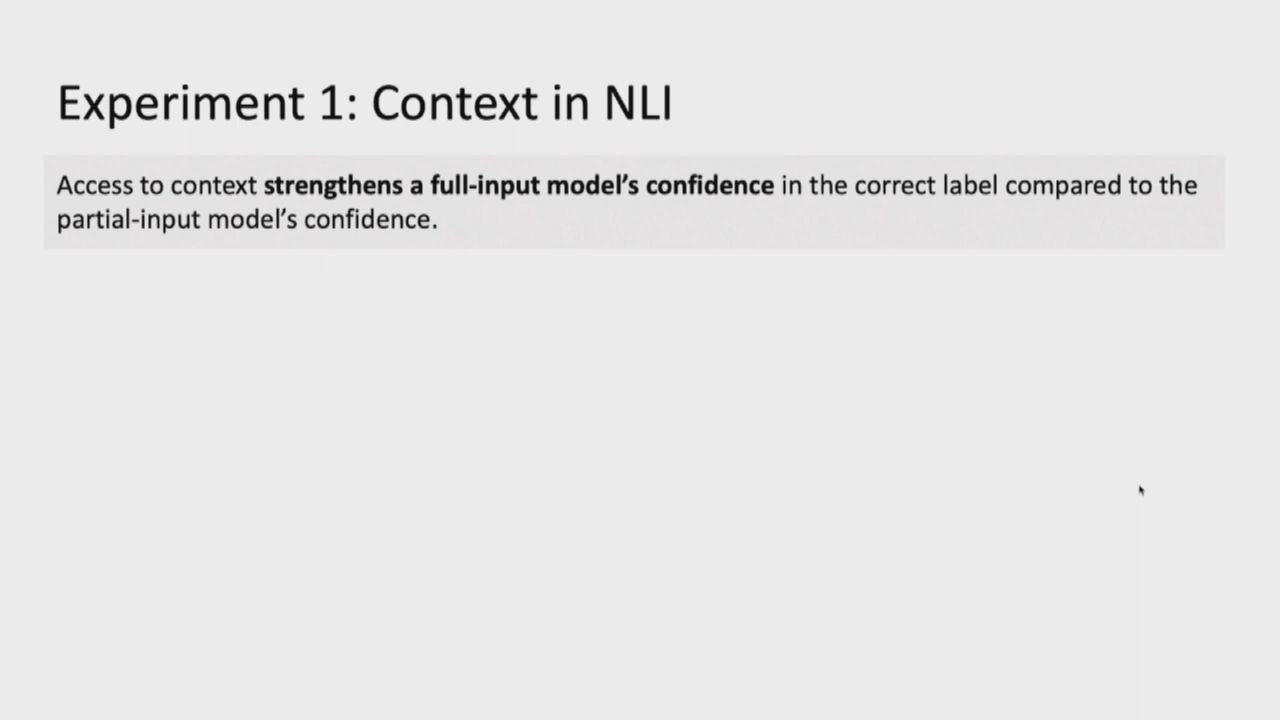 Experiment 1: Context in NLI
Access to context strengthens a full-input model’s confidence in the correct label compared to the
partial-input model’s confidence.